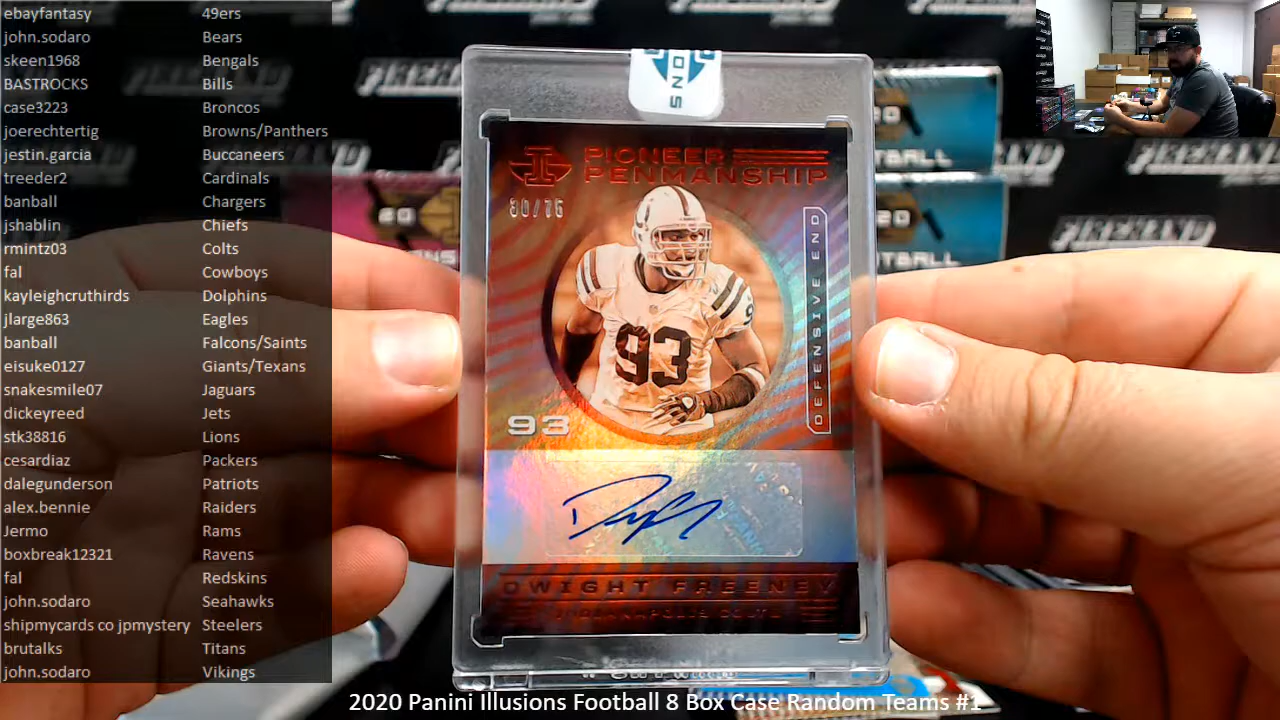 ebayfantasy 49ers
john.sodaro Bears
skeen1968 Bengals
BASTROCKS Bills
case3223 Broncos
joerechtertig Browns/Panthers
jestin.garcia Buccaneers
treeder2 Cardinals
banball Chargers
jshablin Chiefs
rmintz03 Colts
fal Cowboys
kayleighcruthirds Dolphins
jlarge863 Eagles
banball Falcons/Saints
eisuke0127 Giants/Texans
snakesmile07 Jaguars
dickeyreed Jets
stk38816 Lions
cesardiaz Packers
dalegunderson Patriots
alex.bennie Raiders
Jermo Rams
boxbreak12321 Ravens
fal Redskins
john.sodaro Seahawks
shipmycards co jpmystery Steelers
brutalks Titans
john.sodaro Vikings
PIONEER
PENMANSHIP
93
93
DEFENSIVE END
DWIGHT FREENEY
INDIANAPOLIS COLTS
2020 Panini Illusions Football 8 Box Case Random Teams #1